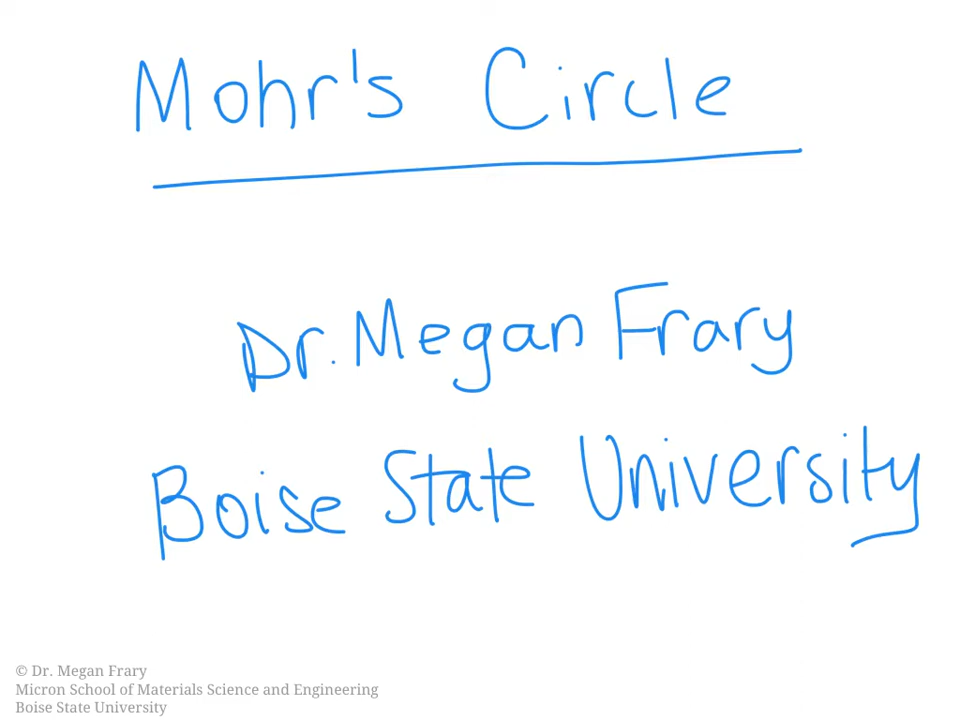 Mohr's Circle
Dr. Megan Frary
Boise State University
© Dr. Megan Frary
Micron School of Materials Science and Engineering
Boise State University